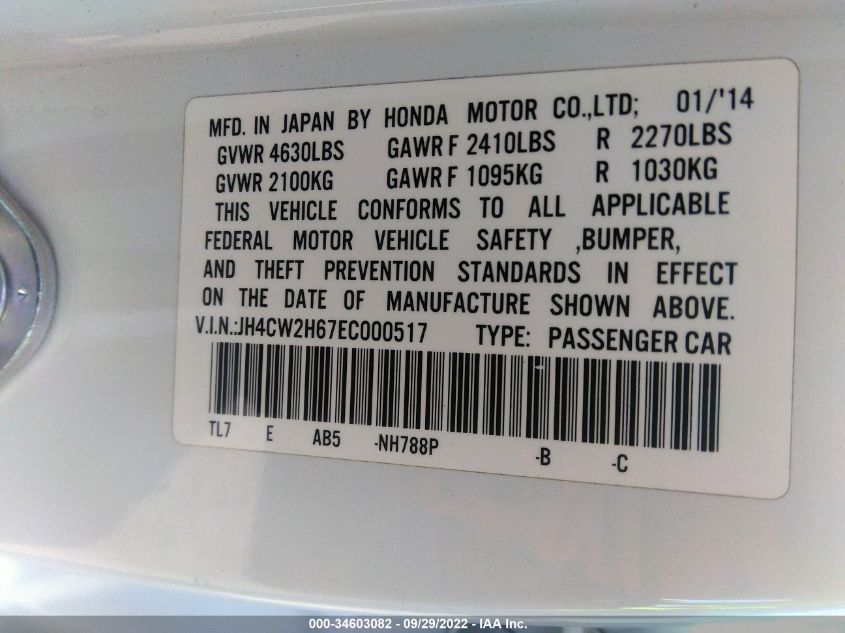 MFD. IN JAPAN BY HONDA MOTOR CO.,LTD; 01/'14
GVWR 4630LBS GAWR F 2410LBS R 2270LBS
GVWR 2100KG GAWR F 1095KG R 1030KG
THIS VEHICLE CONFORMS TO ALL APPLICABLE
FEDERAL MOTOR VEHICLE SAFETY ,BUMPER,
AND THEFT PREVENTION STANDARDS IN EFFECT
ON THE DATE OF MANUFACTURE SHOWN ABOVE.
V.I.N.:JH4CW2H67EC000517 TYPE: PASSENGER CAR
TL7 E AB5 -NH788P -B -C
000-34603082 - 09/29/2022 - IAA Inc.